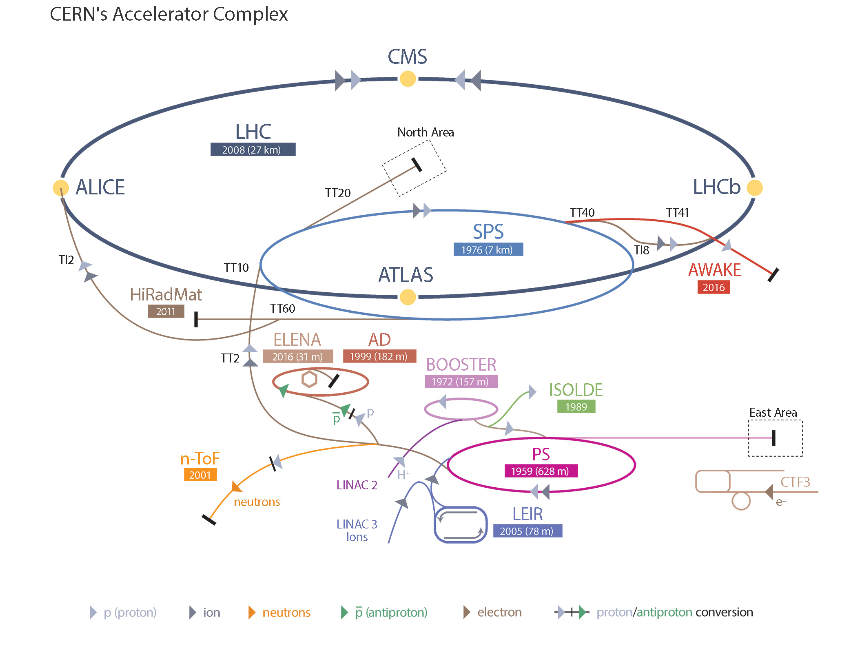 CERN's Accelerator Complex
CMS
LHC
2008 (27 km)
North Area
ALICE
LHCb
TT20
TT40
TT41
SPS
1976 (7 km)
TI8
TI2
TT10
ATLAS
AWAKE
2016
HiRadMat
2011
TT60
ELENA
2016 (31 m)
AD
1999 (182 m)
TT2
BOOSTER
1972 (157 m)
ISOLDE
1989
p̅
p
East Area
n-ToF
2001
neutrons
LINAC 2
H⁻
PS
1959 (628 m)
CTF3
e-
LINAC 3
Ions
LEIR
2005 (78 m)
p (proton)
ion
neutrons
p̅ (antiproton)
electron
proton/antiproton conversion